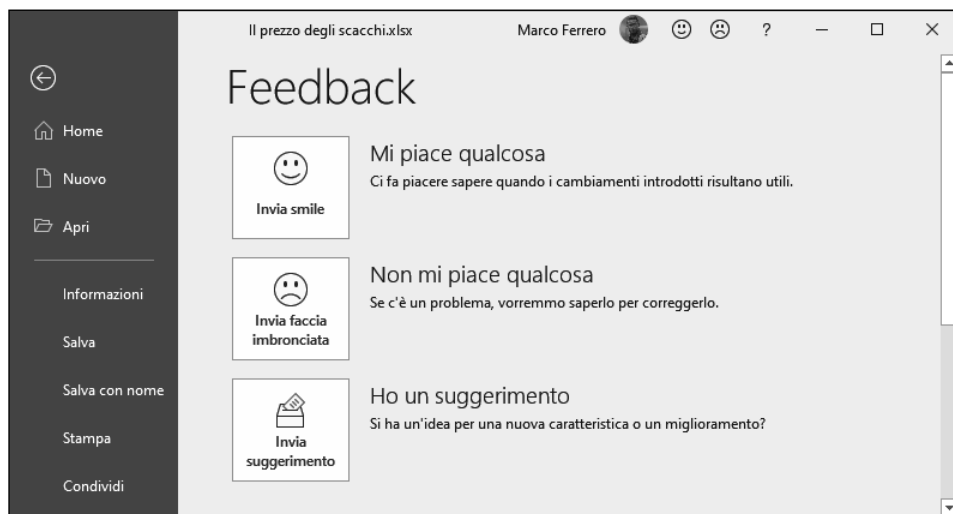 Il prezzo degli scacchi.xlsx
Marco Ferrero
?
Home
Nuovo
Apri
Informazioni
Salva
Salva con nome
Stampa
Condividi
Feedback
Invia smile
Mi piace qualcosa
Ci fa piacere sapere quando i cambiamenti introdotti risultano utili.
Invia faccia
imbronciata
Non mi piace qualcosa
Se c'è un problema, vorremmo saperlo per correggerlo.
Invia
suggerimento
Ho un suggerimento
Si ha un'idea per una nuova caratteristica o un miglioramento?